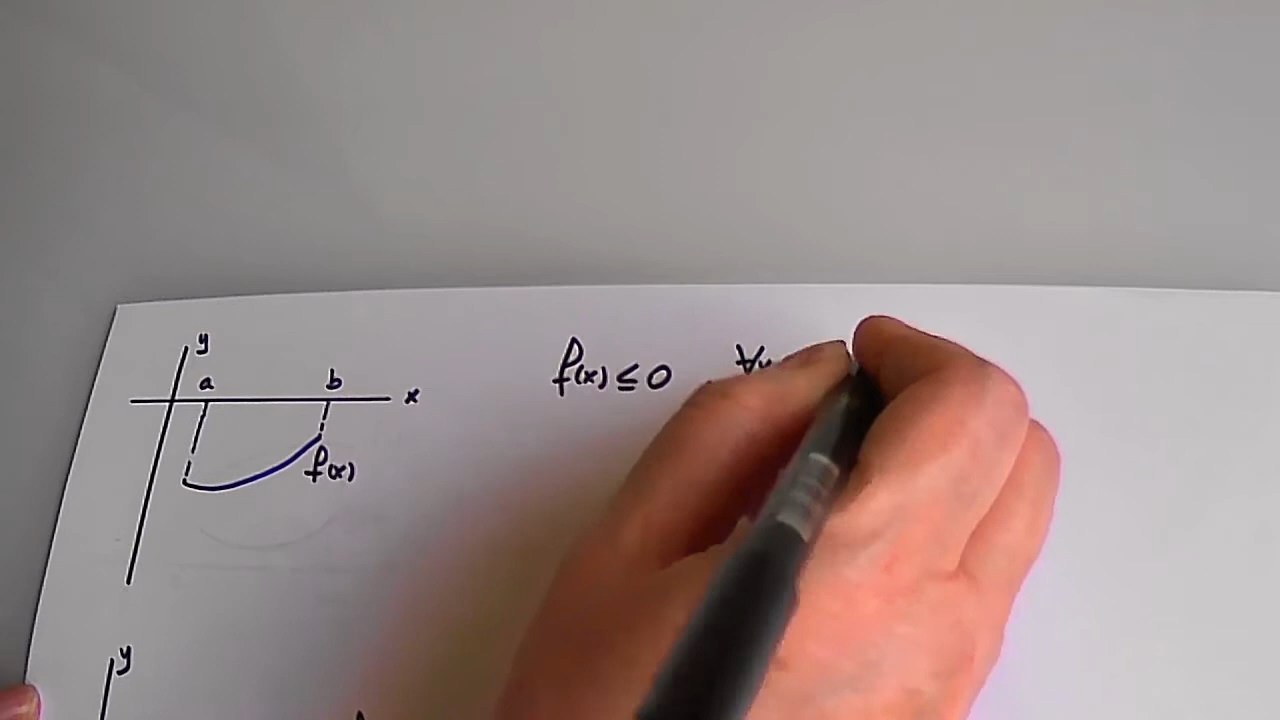 y
a b x
f(x)
f(x) ≤ 0 ∀
y